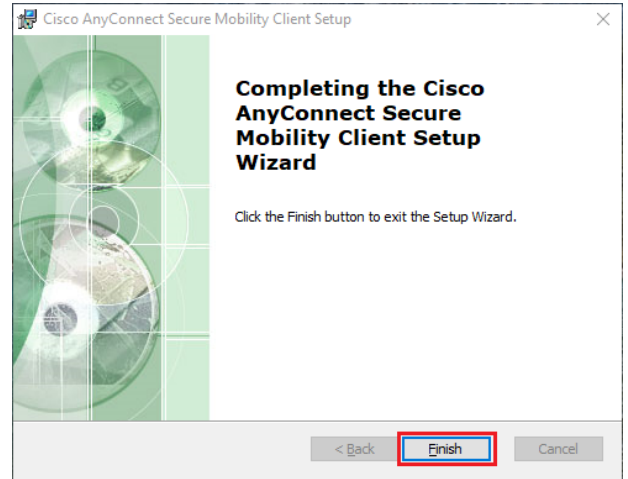 Cisco AnyConnect Secure Mobility Client Setup
Completing the Cisco
AnyConnect Secure
Mobility Client Setup
Wizard
Click the Finish button to exit the Setup Wizard.
< Back Finish Cancel